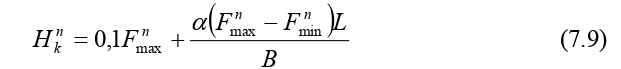 H_k^n = 0,1F_max^n + α(F_max^n − F_min^n)L / B (7.9)